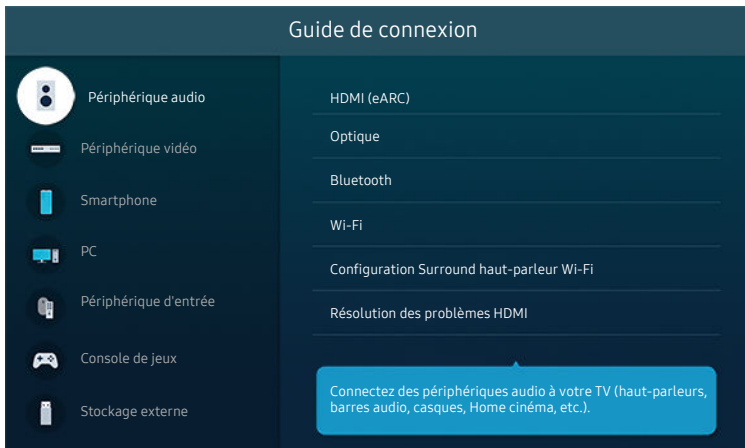 Guide de connexion
Périphérique audio
Périphérique vidéo
Smartphone
PC
Périphérique d'entrée
Console de jeux
Stockage externe
HDMI (eARC)
Optique
Bluetooth
Wi-Fi
Configuration Surround haut-parleur Wi-Fi
Résolution des problèmes HDMI
Connectez des périphériques audio à votre TV (haut-parleurs,
barres audio, casques, Home cinéma, etc.).